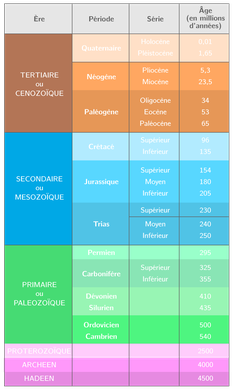 Ère Période Série Âge
(en millions
d'années)
TERTIAIRE
ou
CENOZOÏQUE
Quaternaire Holocène 0,01
Pléistocène 1,65
Néogène Pliocène 5,3
Miocène 23,5
Paléogène Oligocène 34
Eocène 53
Paléocène 65
SECONDAIRE
ou
MESOZOÏQUE
Crétacé Supérieur 96
Inférieur 135
Jurassique Supérieur 154
Moyen 180
Inférieur 205
Trias Supérieur 230
Moyen 240
Inférieur 250
PRIMAIRE
ou
PALEOZOÏQUE
Permien 295
Carbonifère Supérieur 325
Inférieur 355
Dévonien 410
Silurien 435
Ordovicien 500
Cambrien 540
PROTEROZOÏQUE 2500
ARCHEEN 4000
HADEEN 4500